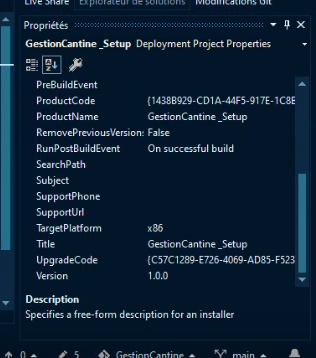 Live Share
Explorateur de solutions
Modifications Git
Propriétés
GestionCantine _Setup Deployment Project Properties
PreBuildEvent
ProductCode {1438B929-CD1A-44F5-917E-1C8E
ProductName GestionCantine _Setup
RemovePreviousVersion: False
RunPostBuildEvent On successful build
SearchPath
Subject
SupportPhone
SupportUrl
TargetPlatform x86
Title GestionCantine _Setup
UpgradeCode {C57C1289-E726-4069-AD85-F523
Version 1.0.0
Description
Specifies a free-form description for an installer
0 5 GestionCantine main